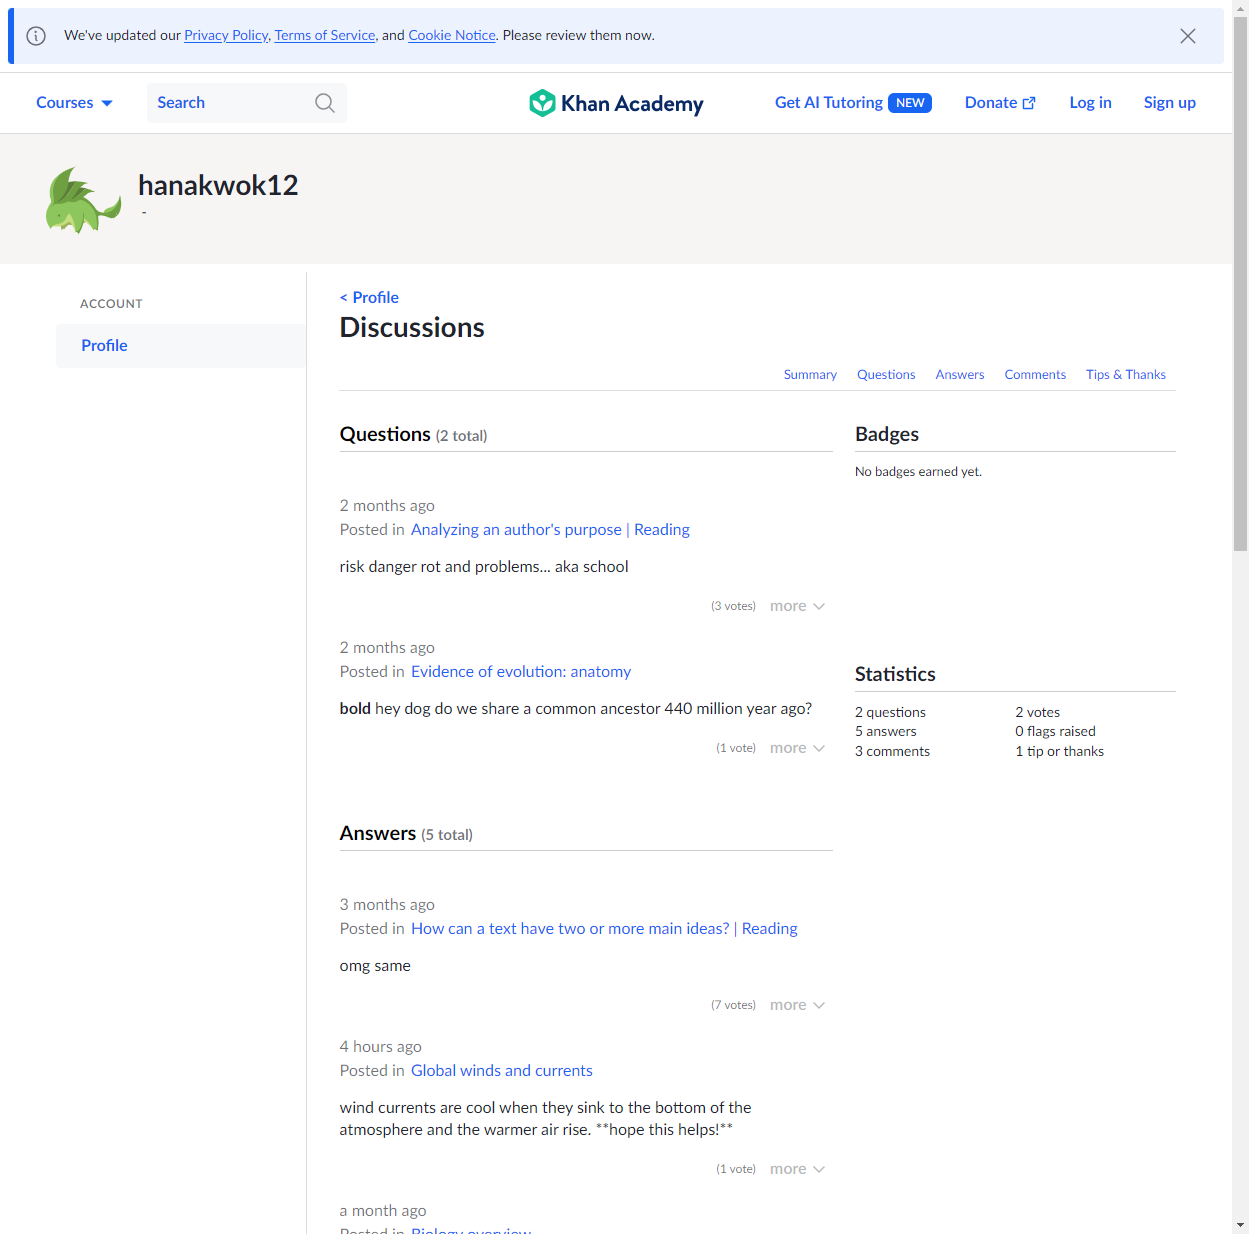 We've updated our Privacy Policy, Terms of Service, and Cookie Notice. Please review them now.
Courses
Search
Khan Academy
Get AI Tutoring NEW
Donate
Log in
Sign up
hanakwok12
-
ACCOUNT
Profile
< Profile
Discussions
Summary
Questions
Answers
Comments
Tips & Thanks
Questions (2 total)
2 months ago
Posted in Analyzing an author's purpose | Reading
risk danger rot and problems... aka school
(3 votes) more
2 months ago
Posted in Evidence of evolution: anatomy
bold hey dog do we share a common ancestor 440 million year ago?
(1 vote) more
Answers (5 total)
3 months ago
Posted in How can a text have two or more main ideas? | Reading
omg same
(7 votes) more
4 hours ago
Posted in Global winds and currents
wind currents are cool when they sink to the bottom of the
atmosphere and the warmer air rise. **hope this helps!**
(1 vote) more
a month ago
Posted in Biology overview
Badges
No badges earned yet.
Statistics
2 questions
2 votes
5 answers
0 flags raised
3 comments
1 tip or thanks